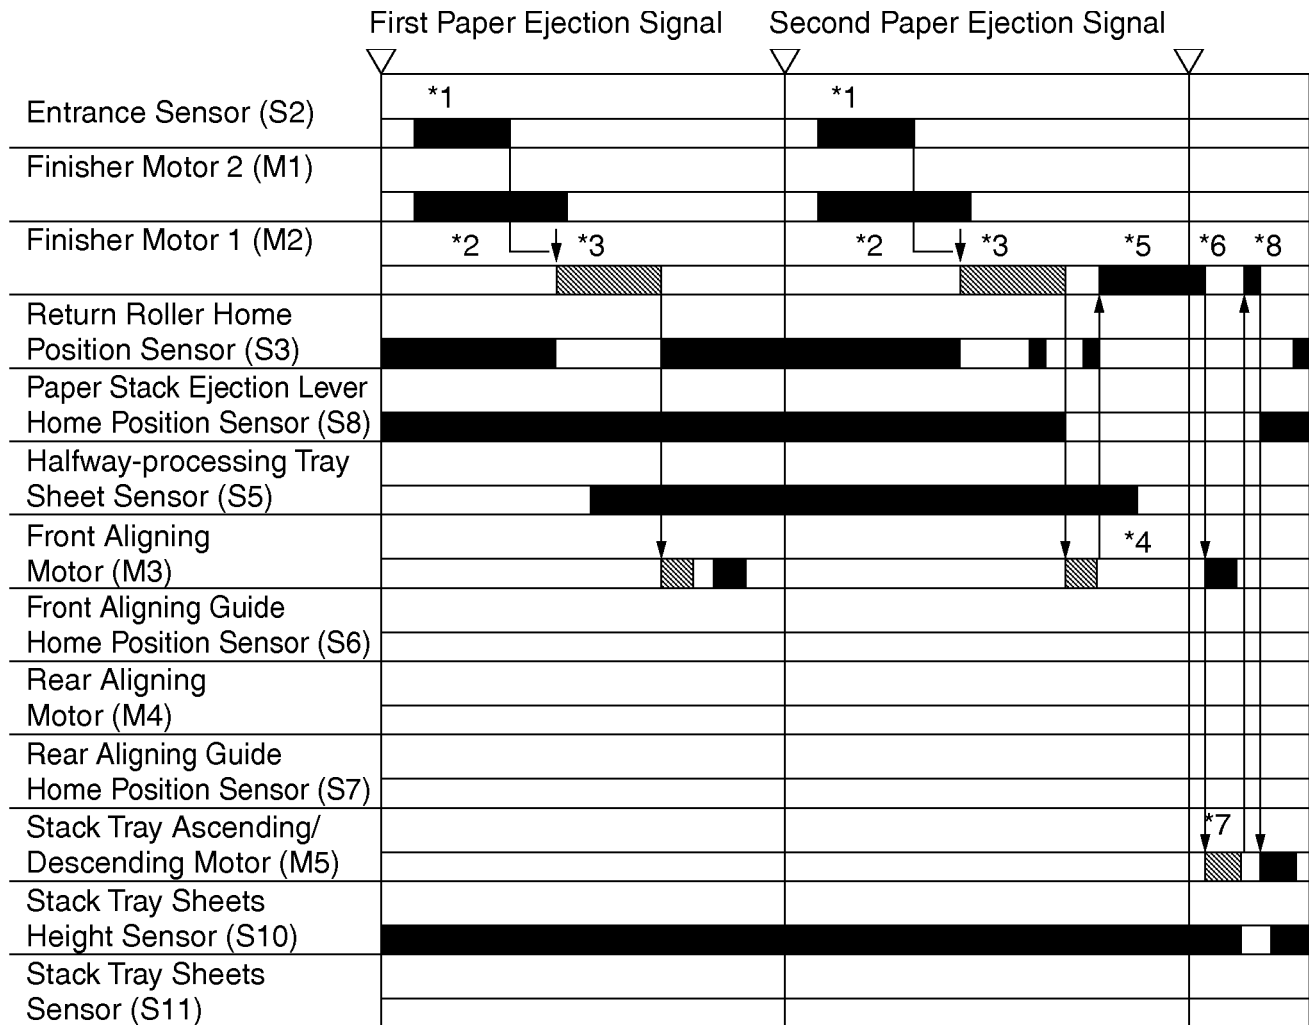 First Paper Ejection Signal Second Paper Ejection Signal
*1 *1
Entrance Sensor (S2)
Finisher Motor 2 (M1)
Finisher Motor 1 (M2) *2 *3 *2 *3 *5 *6 *8
Return Roller Home
Position Sensor (S3)
Paper Stack Ejection Lever
Home Position Sensor (S8)
Halfway-processing Tray
Sheet Sensor (S5)
Front Aligning *4
Motor (M3)
Front Aligning Guide
Home Position Sensor (S6)
Rear Aligning
Motor (M4)
Rear Aligning Guide
Home Position Sensor (S7)
Stack Tray Ascending/ *7
Descending Motor (M5)
Stack Tray Sheets
Height Sensor (S10)
Stack Tray Sheets
Sensor (S11)